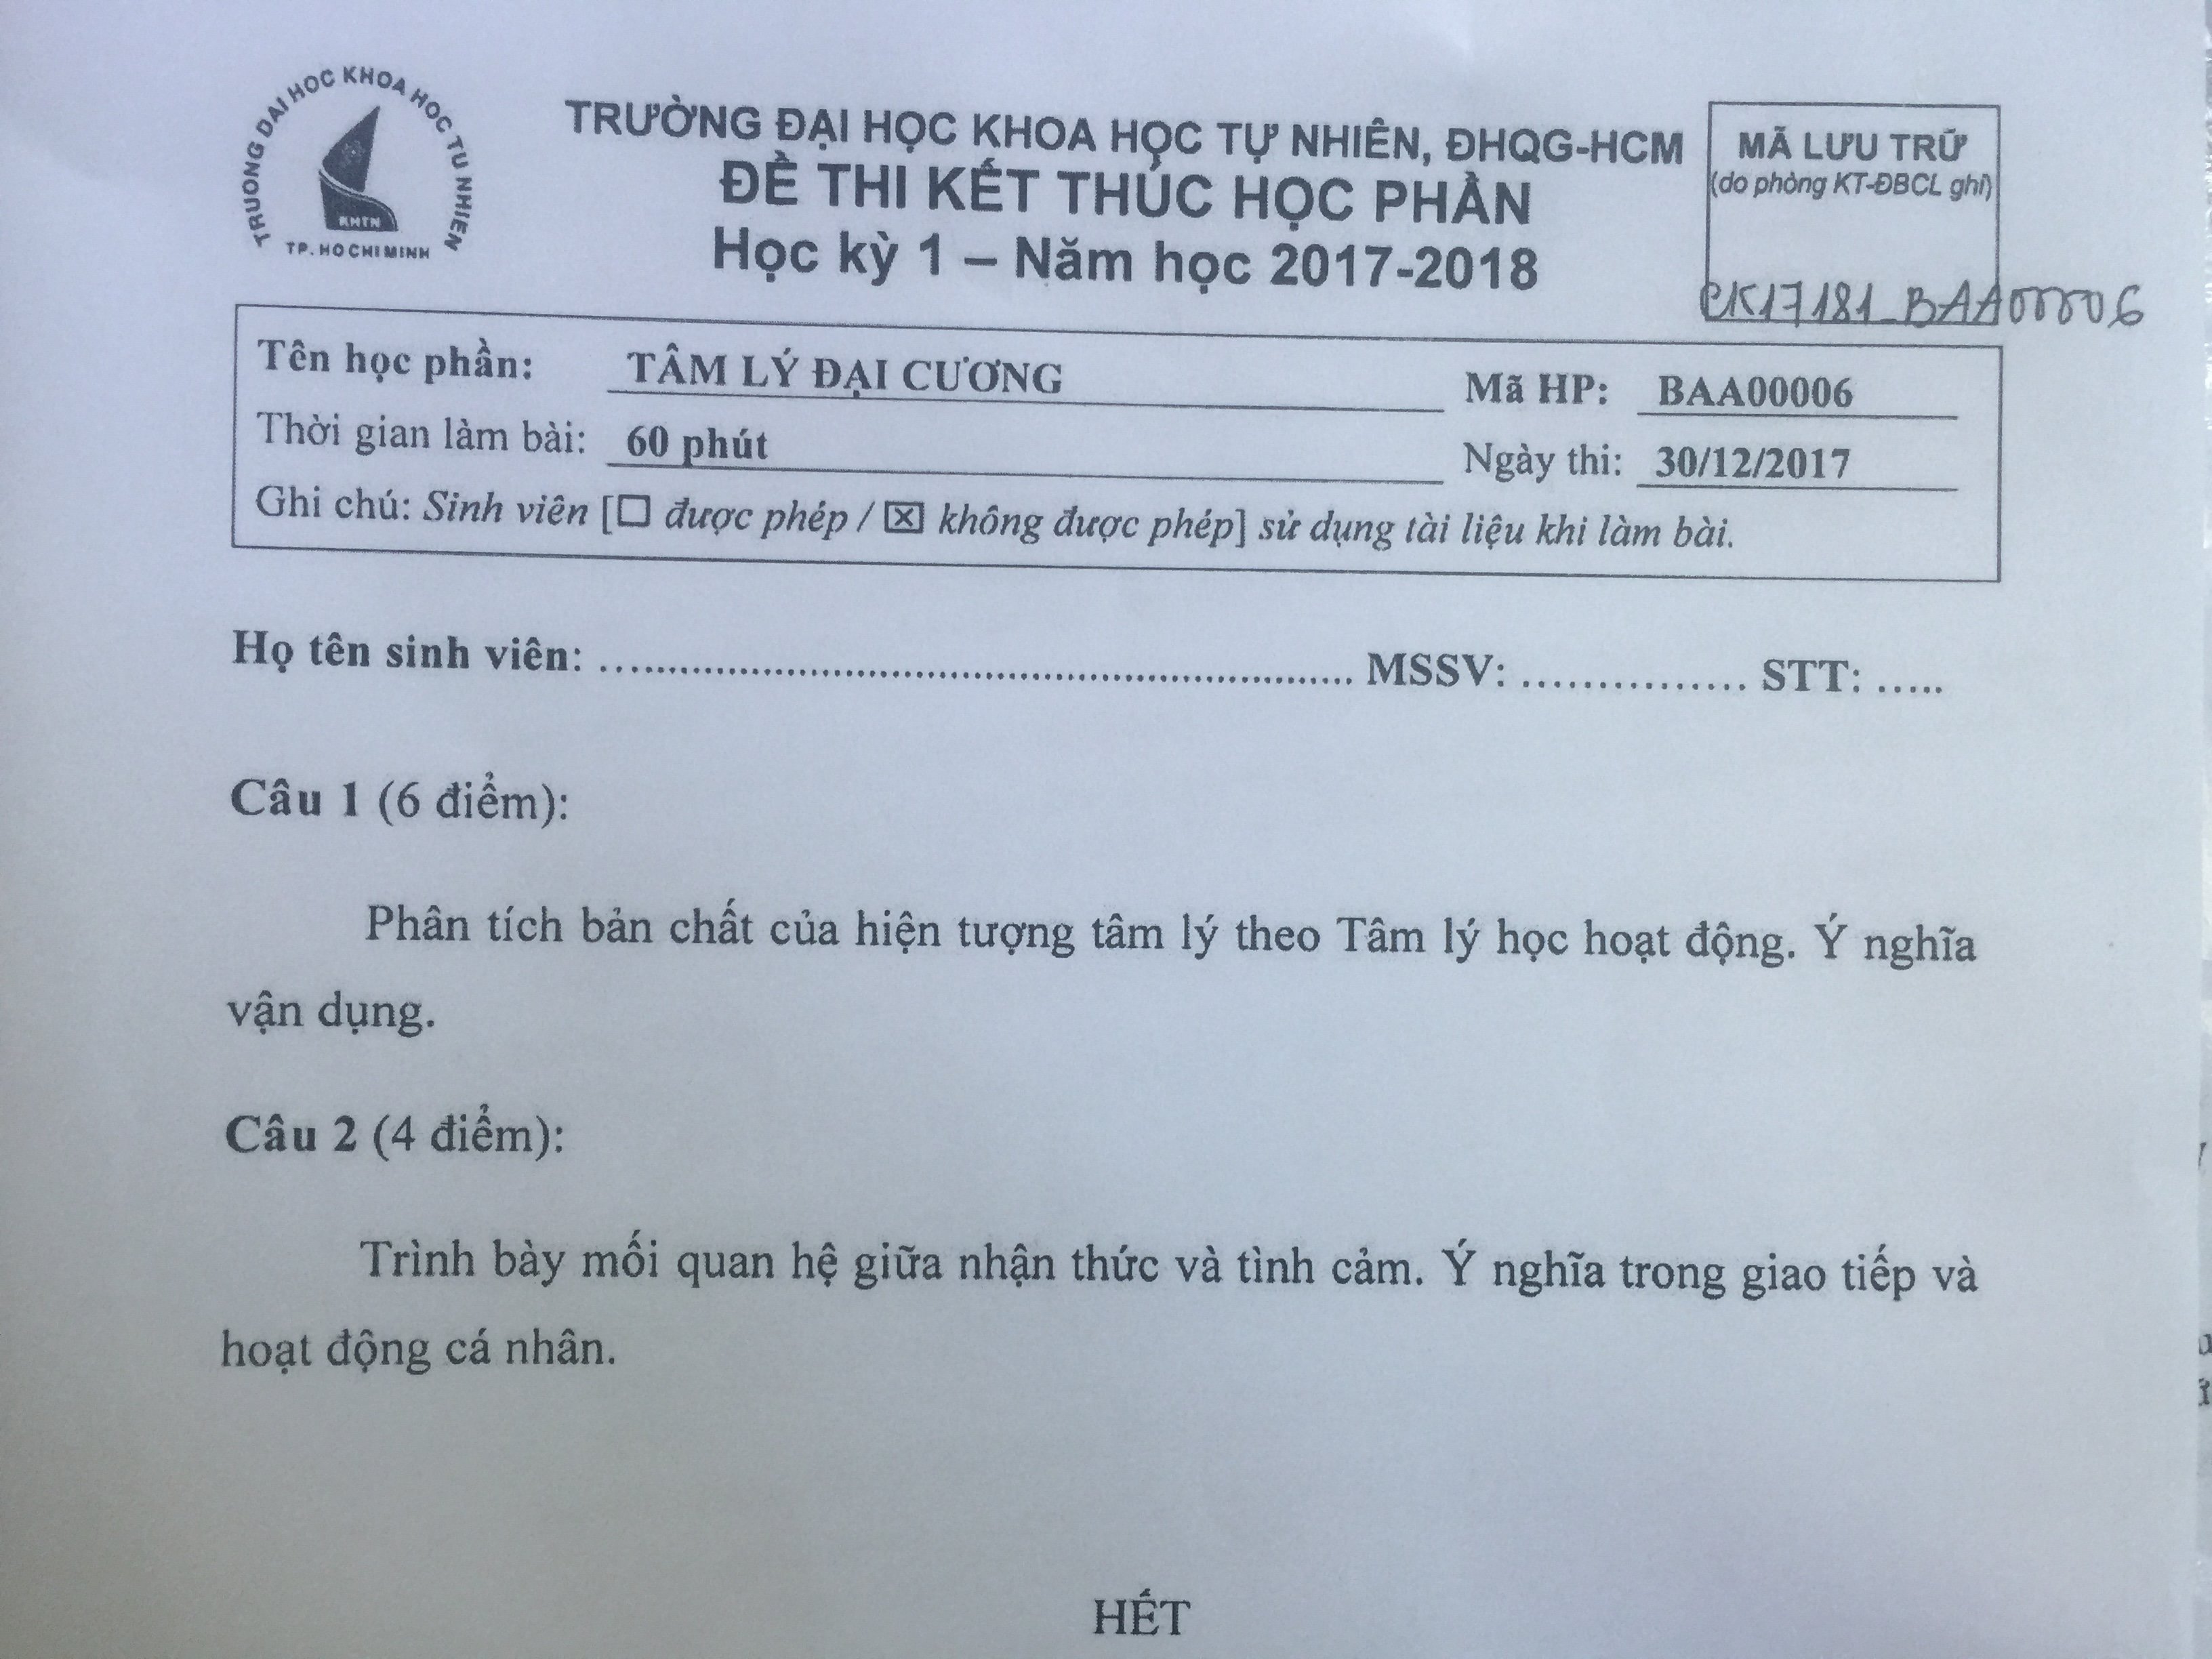 TRUONG DAI HOC KHOA HOC TU NHIEN
KHTN
TP. HO CHI MINH
TRƯỜNG ĐẠI HỌC KHOA HỌC TỰ NHIÊN, ĐHQG-HCM
ĐỀ THI KẾT THÚC HỌC PHẦN
Học kỳ 1 – Năm học 2017-2018
MÃ LƯU TRỮ
(do phòng KT-ĐBCL ghi)
CK17181_BAA00006
Tên học phần: TÂM LÝ ĐẠI CƯƠNG Mã HP: BAA00006
Thời gian làm bài: 60 phút Ngày thi: 30/12/2017
Ghi chú: Sinh viên [☐ được phép / ☒ không được phép] sử dụng tài liệu khi làm bài.
Họ tên sinh viên: .................................................................... MSSV: ............... STT: .....
Câu 1 (6 điểm):
Phân tích bản chất của hiện tượng tâm lý theo Tâm lý học hoạt động. Ý nghĩa
vận dụng.
Câu 2 (4 điểm):
Trình bày mối quan hệ giữa nhận thức và tình cảm. Ý nghĩa trong giao tiếp và
hoạt động cá nhân.
HẾT